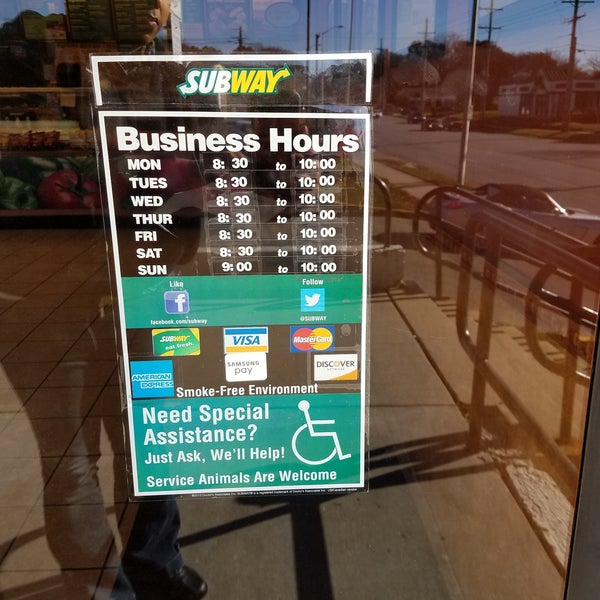 SUBWAY
Business Hours
MON 8:30 to 10:00
TUES 8:30 to 10:00
WED 8:30 to 10:00
THUR 8:30 to 10:00
FRI 8:30 to 10:00
SAT 8:30 to 10:00
SUN 9:00 to 10:00
Like Follow
facebook.com/subway @SUBWAY
SUBWAY eat fresh. VISA MasterCard
AMERICAN EXPRESS SAMSUNG pay DISCOVER NETWORK
Smoke-Free Environment
Need Special
Assistance?
Just Ask, We'll Help!
Service Animals Are Welcome